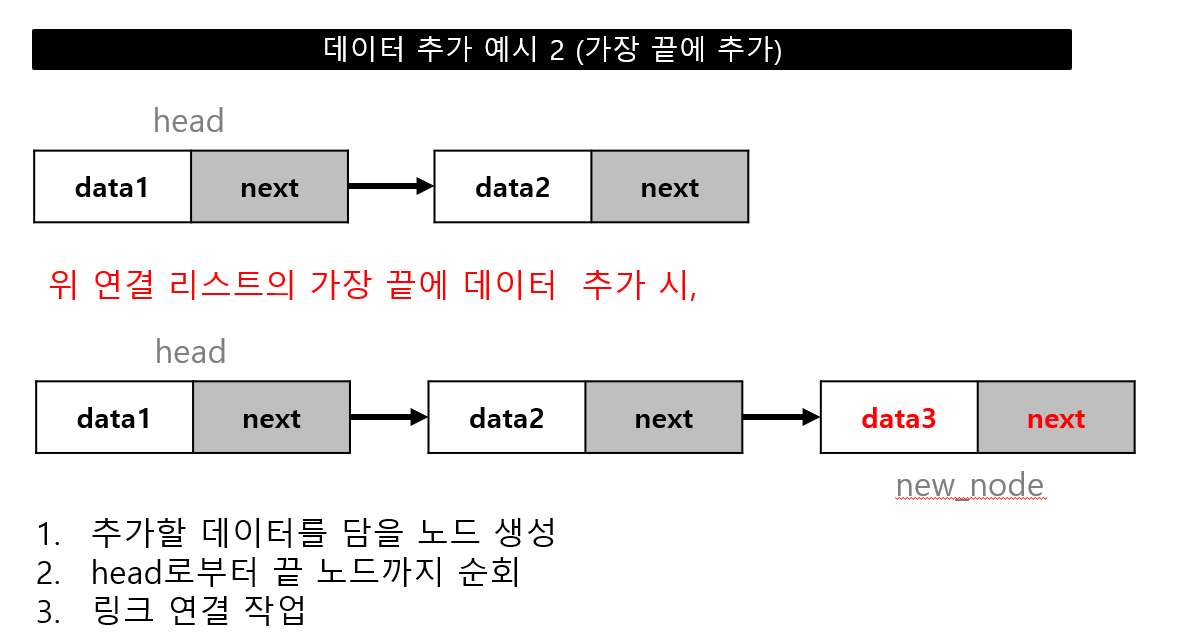 데이터 추가 예시 2 (가장 끝에 추가)
head
data1 next data2 next
위 연결 리스트의 가장 끝에 데이터 추가 시,
head
data1 next data2 next data3 next
new_node
1. 추가할 데이터를 담을 노드 생성
2. head로부터 끝 노드까지 순회
3. 링크 연결 작업